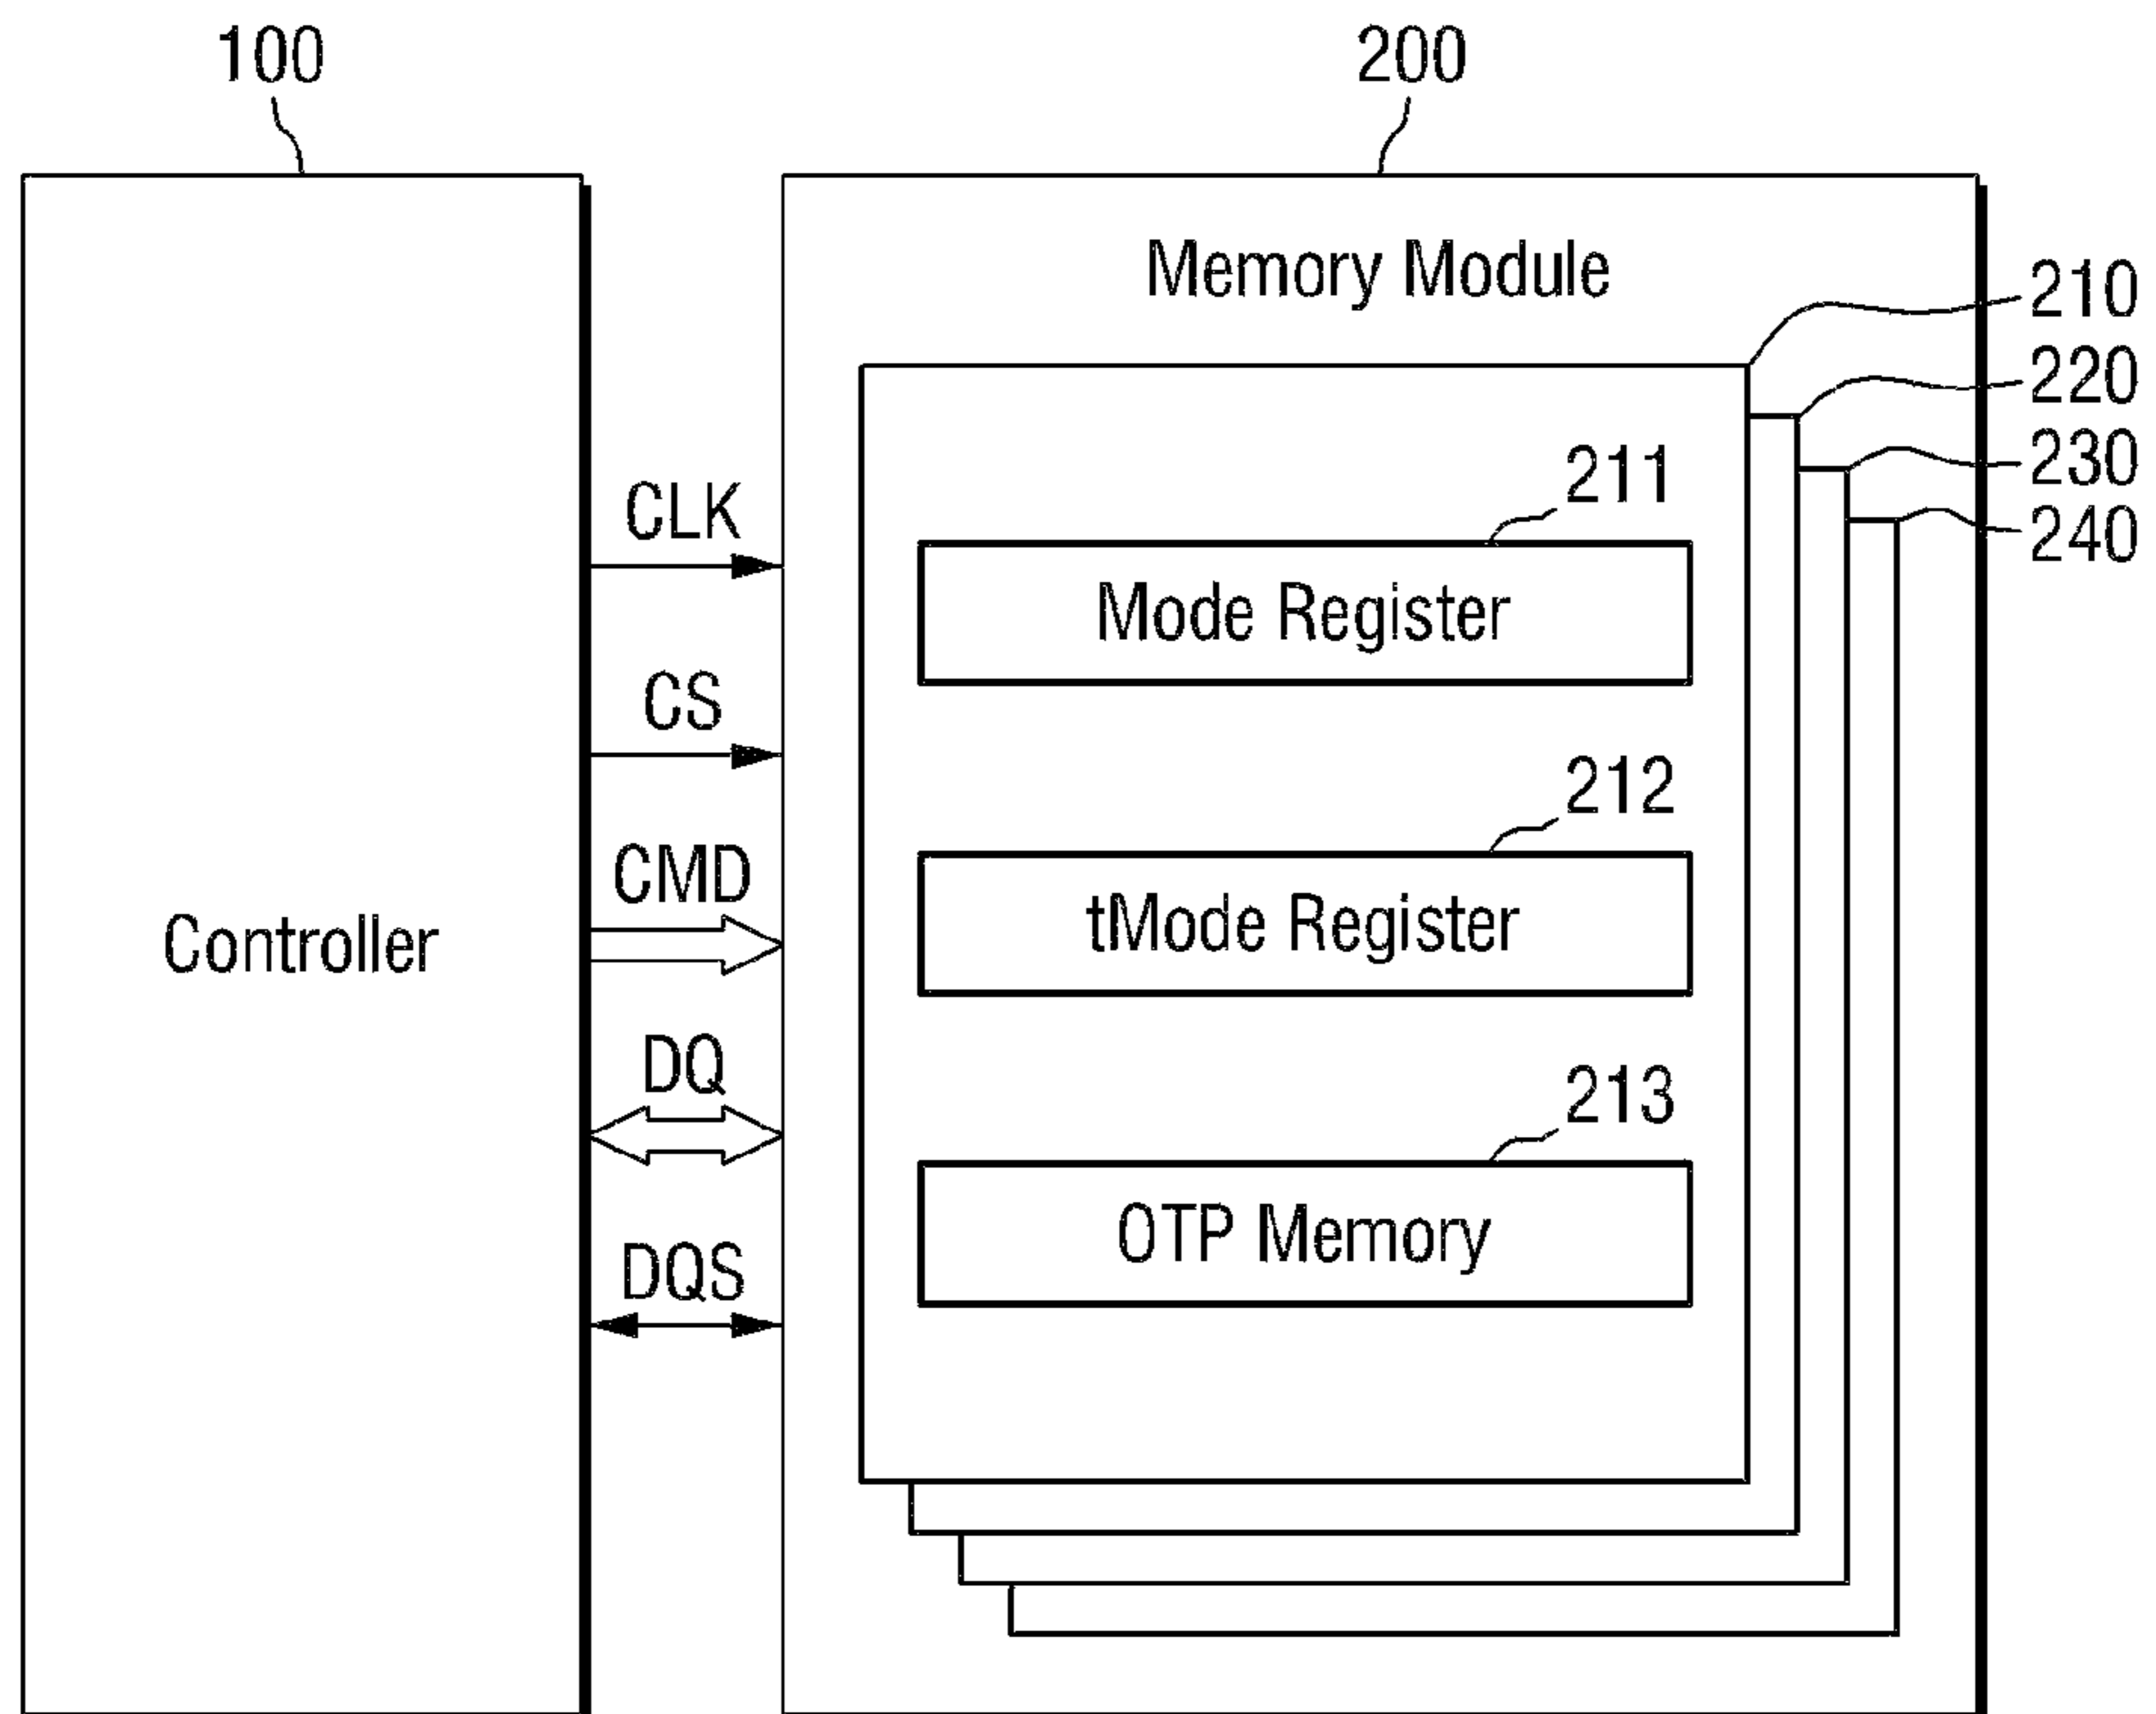 100
200
Memory Module
210
220
230
240
211
Mode Register
CLK
CS
212
CMD
Controller
tMode Register
DQ
213
OTP Memory
DQS